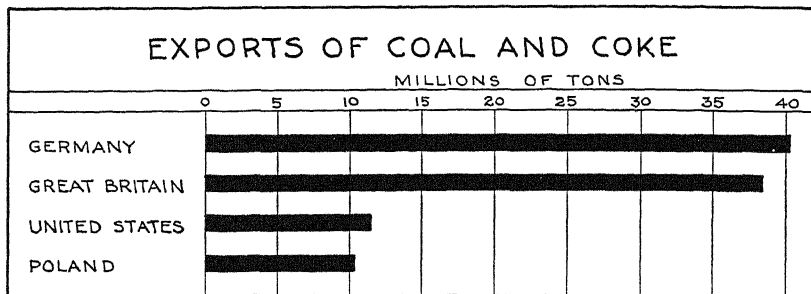 EXPORTS OF COAL AND COKE
MILLIONS OF TONS
0 5 10 15 20 25 30 35 40
GERMANY
GREAT BRITAIN
UNITED STATES
POLAND